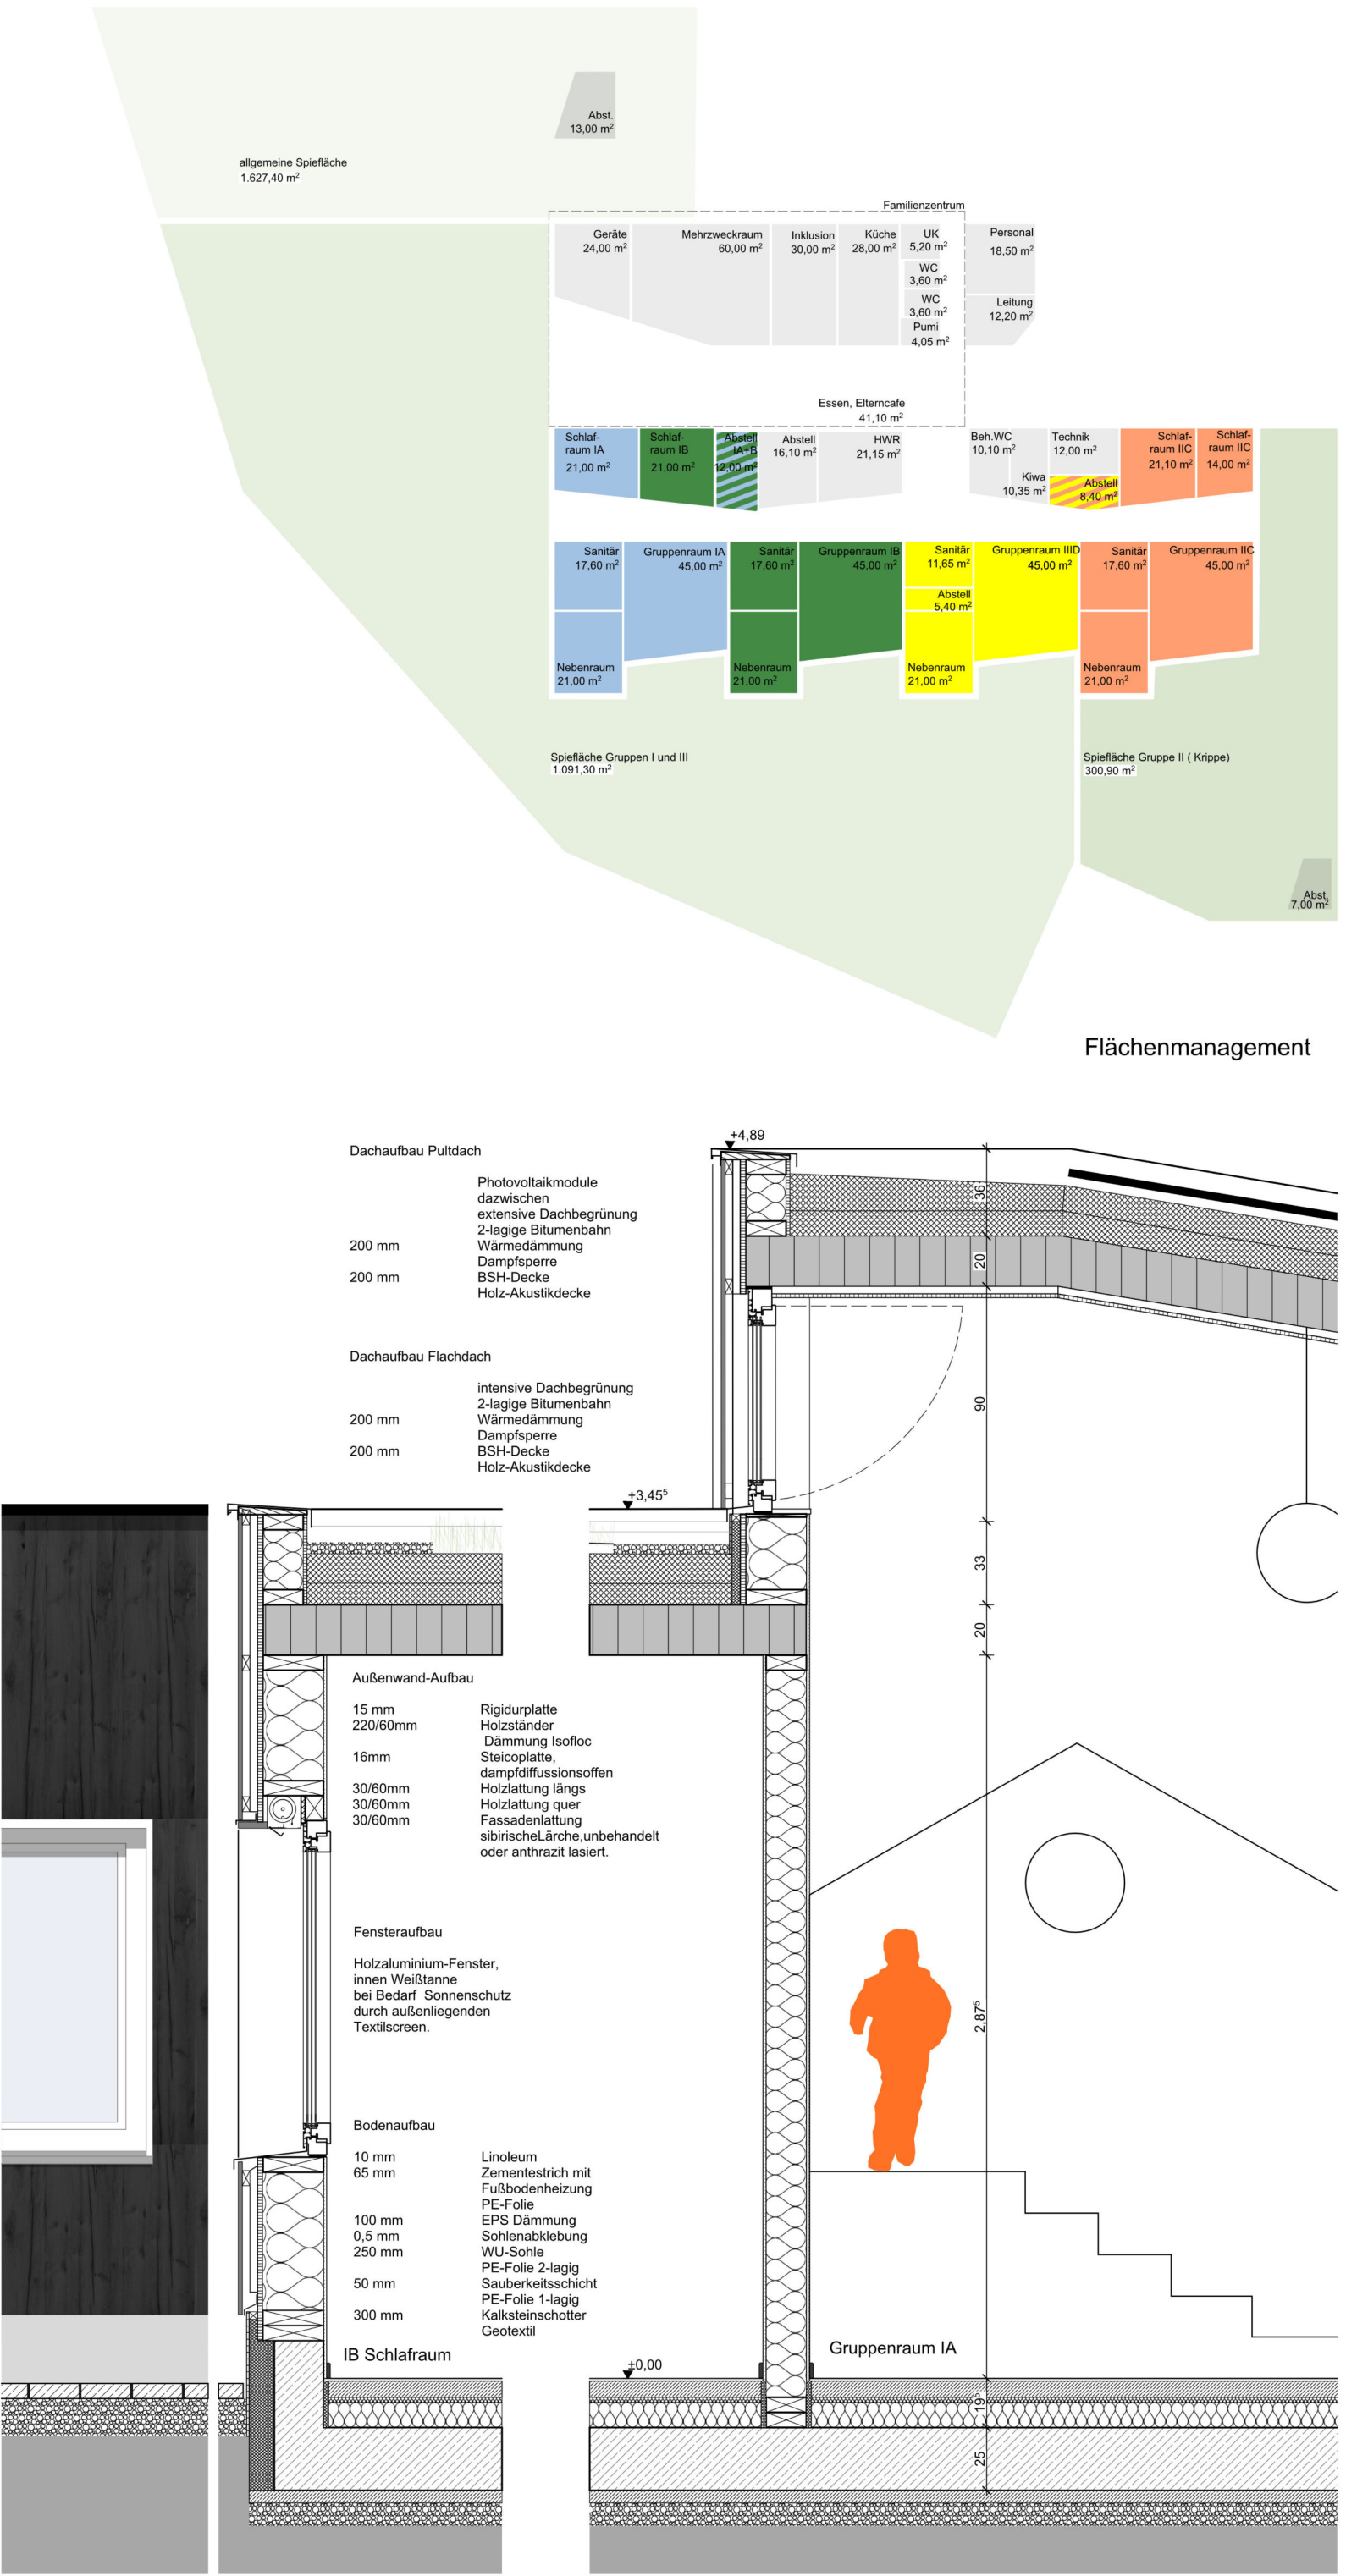 Abst.
13,00 m²
allgemeine Spiefläche
1.627,40 m²
Familienzentrum
Geräte
24,00 m²
Mehrzweckraum
60,00 m²
Inklusion
30,00 m²
Küche
28,00 m²
UK
5,20 m²
WC
3,60 m²
WC
3,60 m²
Pumi
4,05 m²
Personal
18,50 m²
Leitung
12,20 m²
Essen, Elterncafe
41,10 m²
Schlaf-
raum IA
21,00 m²
Schlaf-
raum IB
21,00 m²
Abstell
IA+B
12,00 m²
Abstell
16,10 m²
HWR
21,15 m²
Beh.WC
10,10 m²
Kiwa
10,35 m²
Technik
12,00 m²
Abstell
8,40 m²
Schlaf-
raum IIC
21,10 m²
Schlaf-
raum IIC
14,00 m²
Sanitär
17,60 m²
Gruppenraum IA
45,00 m²
Sanitär
17,60 m²
Gruppenraum IB
45,00 m²
Sanitär
11,65 m²
Abstell
5,40 m²
Gruppenraum IIID
45,00 m²
Sanitär
17,60 m²
Gruppenraum IIC
45,00 m²
Nebenraum
21,00 m²
Nebenraum
21,00 m²
Nebenraum
21,00 m²
Nebenraum
21,00 m²
Spiefläche Gruppen I und III
1.091,30 m²
Spiefläche Gruppe II ( Krippe)
300,90 m²
Abst.
7,00 m²
Flächenmanagement
Dachaufbau Pultdach
Photovoltaikmodule
dazwischen
extensive Dachbegrünung
2-lagige Bitumenbahn
200 mm Wärmedämmung
Dampfsperre
200 mm BSH-Decke
Holz-Akustikdecke
Dachaufbau Flachdach
intensive Dachbegrünung
2-lagige Bitumenbahn
200 mm Wärmedämmung
Dampfsperre
200 mm BSH-Decke
Holz-Akustikdecke
+4,89
36
20
90
+3,45⁵
33
20
2,87⁵
Außenwand-Aufbau
15 mm Rigidurplatte
220/60mm Holzständer
Dämmung Isofloc
16mm Steicoplatte,
dampfdiffussionsoffen
30/60mm Holzlattung längs
30/60mm Holzlattung quer
30/60mm Fassadenlattung
sibirischeLärche,unbehandelt
oder anthrazit lasiert.
Fensteraufbau
Holzaluminium-Fenster,
innen Weißtanne
bei Bedarf Sonnenschutz
durch außenliegenden
Textilscreen.
Bodenaufbau
10 mm Linoleum
65 mm Zementestrich mit
Fußbodenheizung
PE-Folie
100 mm EPS Dämmung
0,5 mm Sohlenabklebung
250 mm WU-Sohle
PE-Folie 2-lagig
50 mm Sauberkeitsschicht
PE-Folie 1-lagig
300 mm Kalksteinschotter
Geotextil
IB Schlafraum
Gruppenraum IA
±0,00
19⁵
25